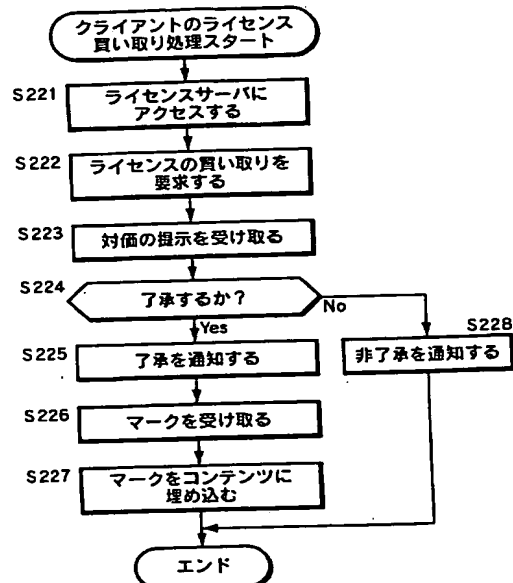 クライアントのライセンス
買い取り処理スタート
S221
ライセンスサーバに
アクセスする
S222
ライセンスの買い取りを
要求する
S223
対価の提示を受け取る
S224
了承するか？
No
Yes
S228
S225
了承を通知する
非了承を通知する
S226
マークを受け取る
S227
マークをコンテンツに
埋め込む
エンド